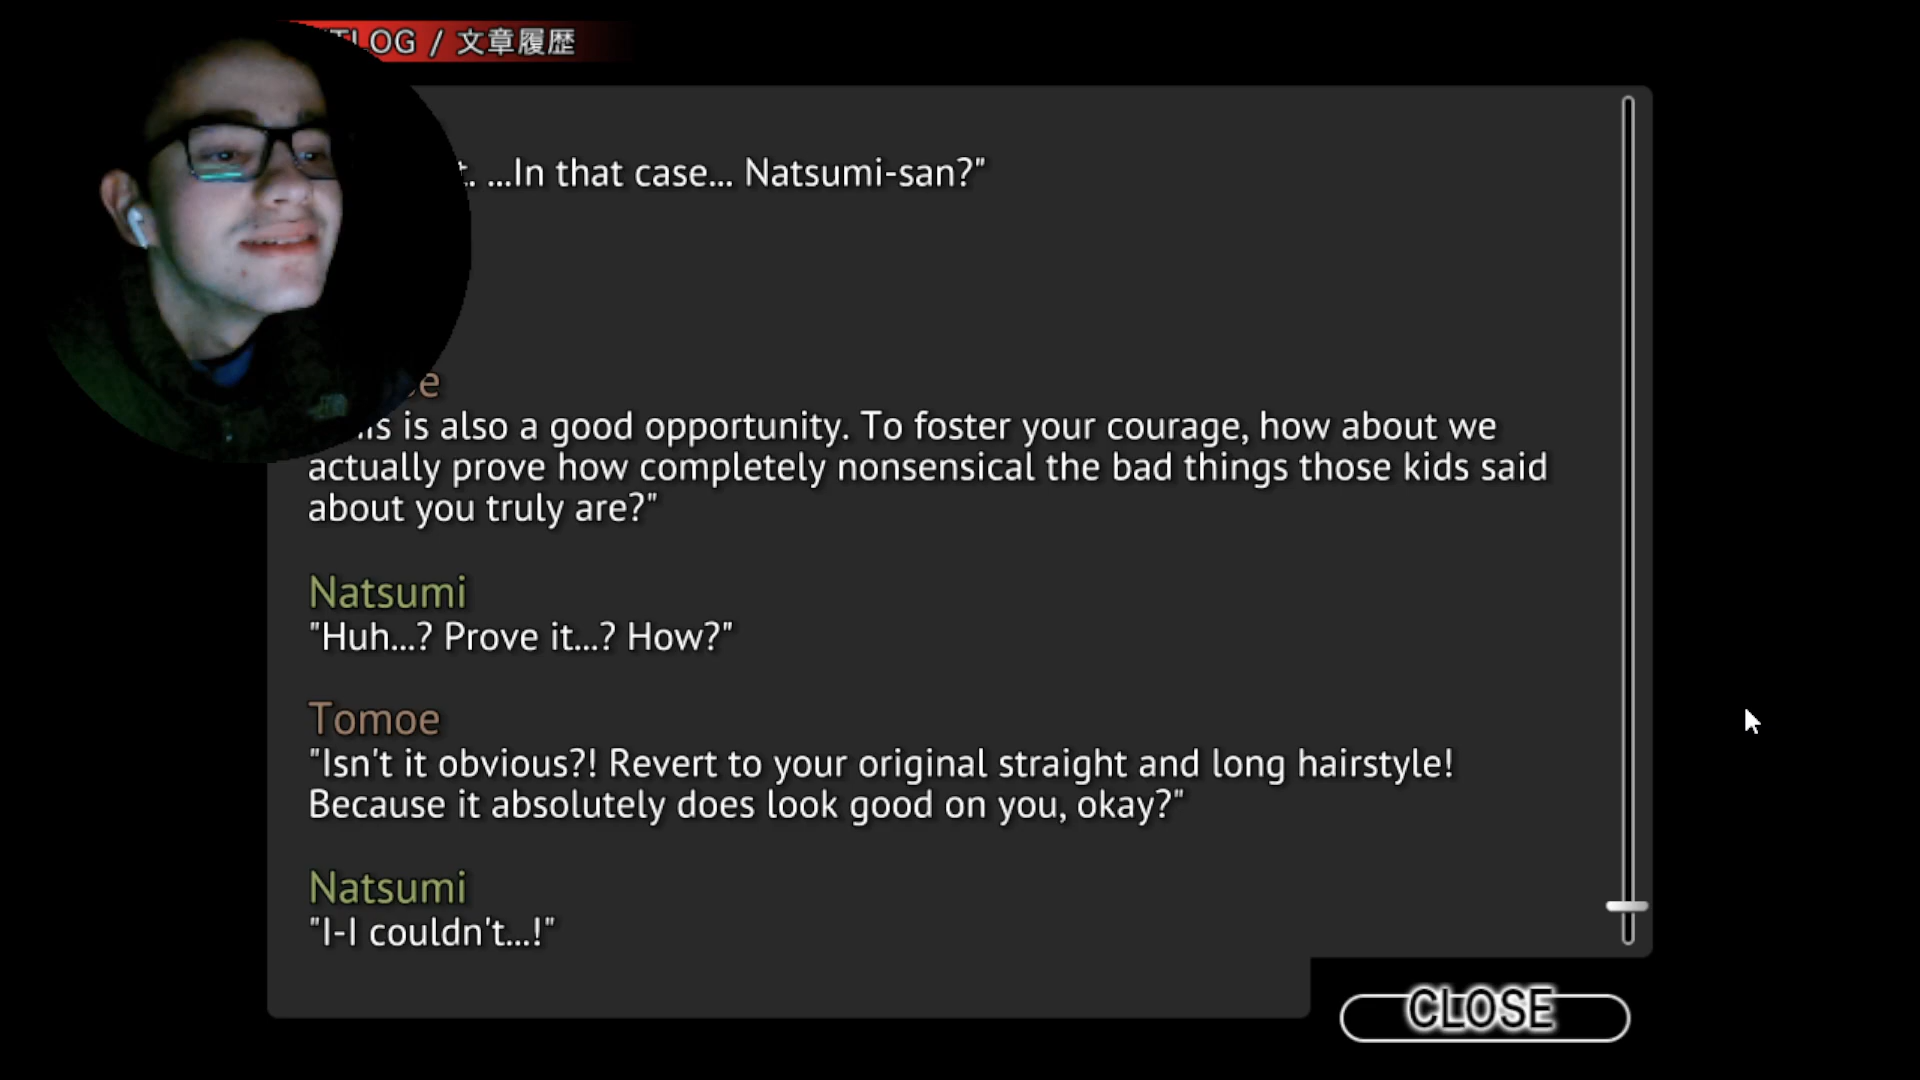 LOG / 文章履歴
...In that case... Natsumi-san?"
is also a good opportunity. To foster your courage, how about we
actually prove how completely nonsensical the bad things those kids said
about you truly are?"
Natsumi
"Huh...? Prove it...? How?"
Tomoe
"Isn't it obvious?! Revert to your original straight and long hairstyle!
Because it absolutely does look good on you, okay?"
Natsumi
"I-I couldn't...!"
CLOSE